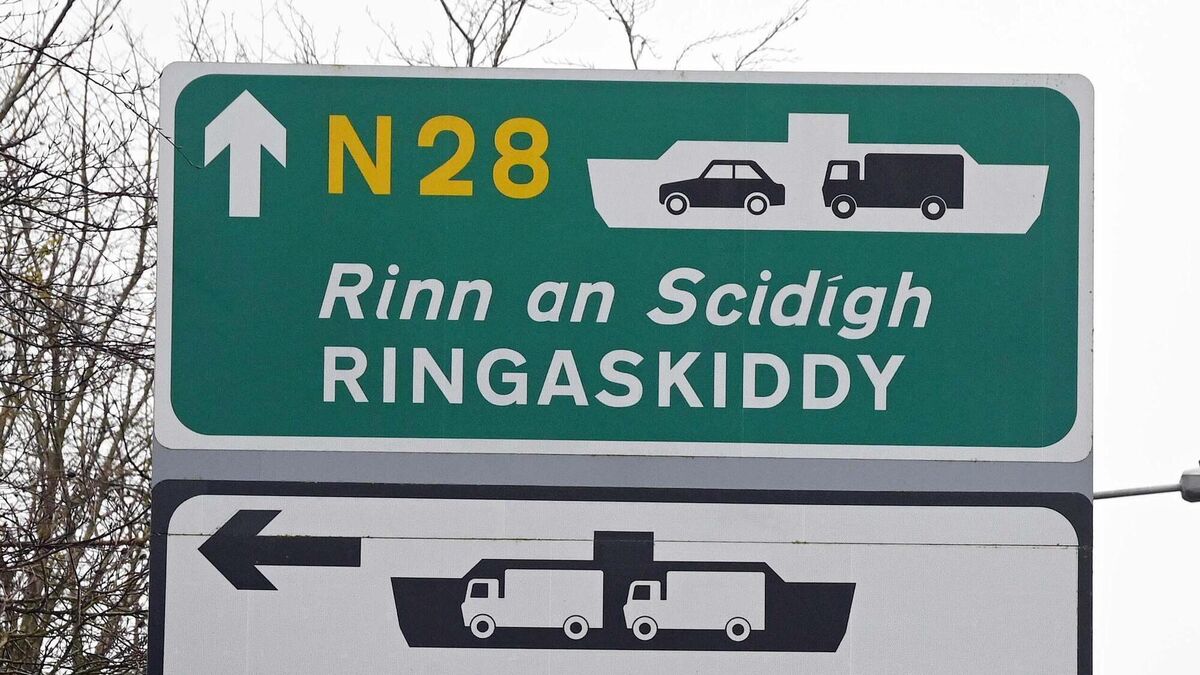 N28
Rinn an Scidígh
RINGASKIDDY